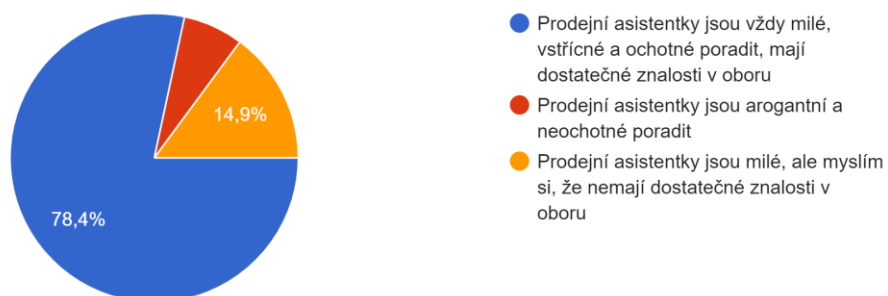 Prodejní asistentky jsou vždy milé,
vstřícné a ochotné poradit, mají
dostatečné znalosti v oboru
Prodejní asistentky jsou arogantní a
neochotné poradit
Prodejní asistentky jsou milé, ale myslím
si, že nemají dostatečné znalosti v
oboru
14,9%
78,4%